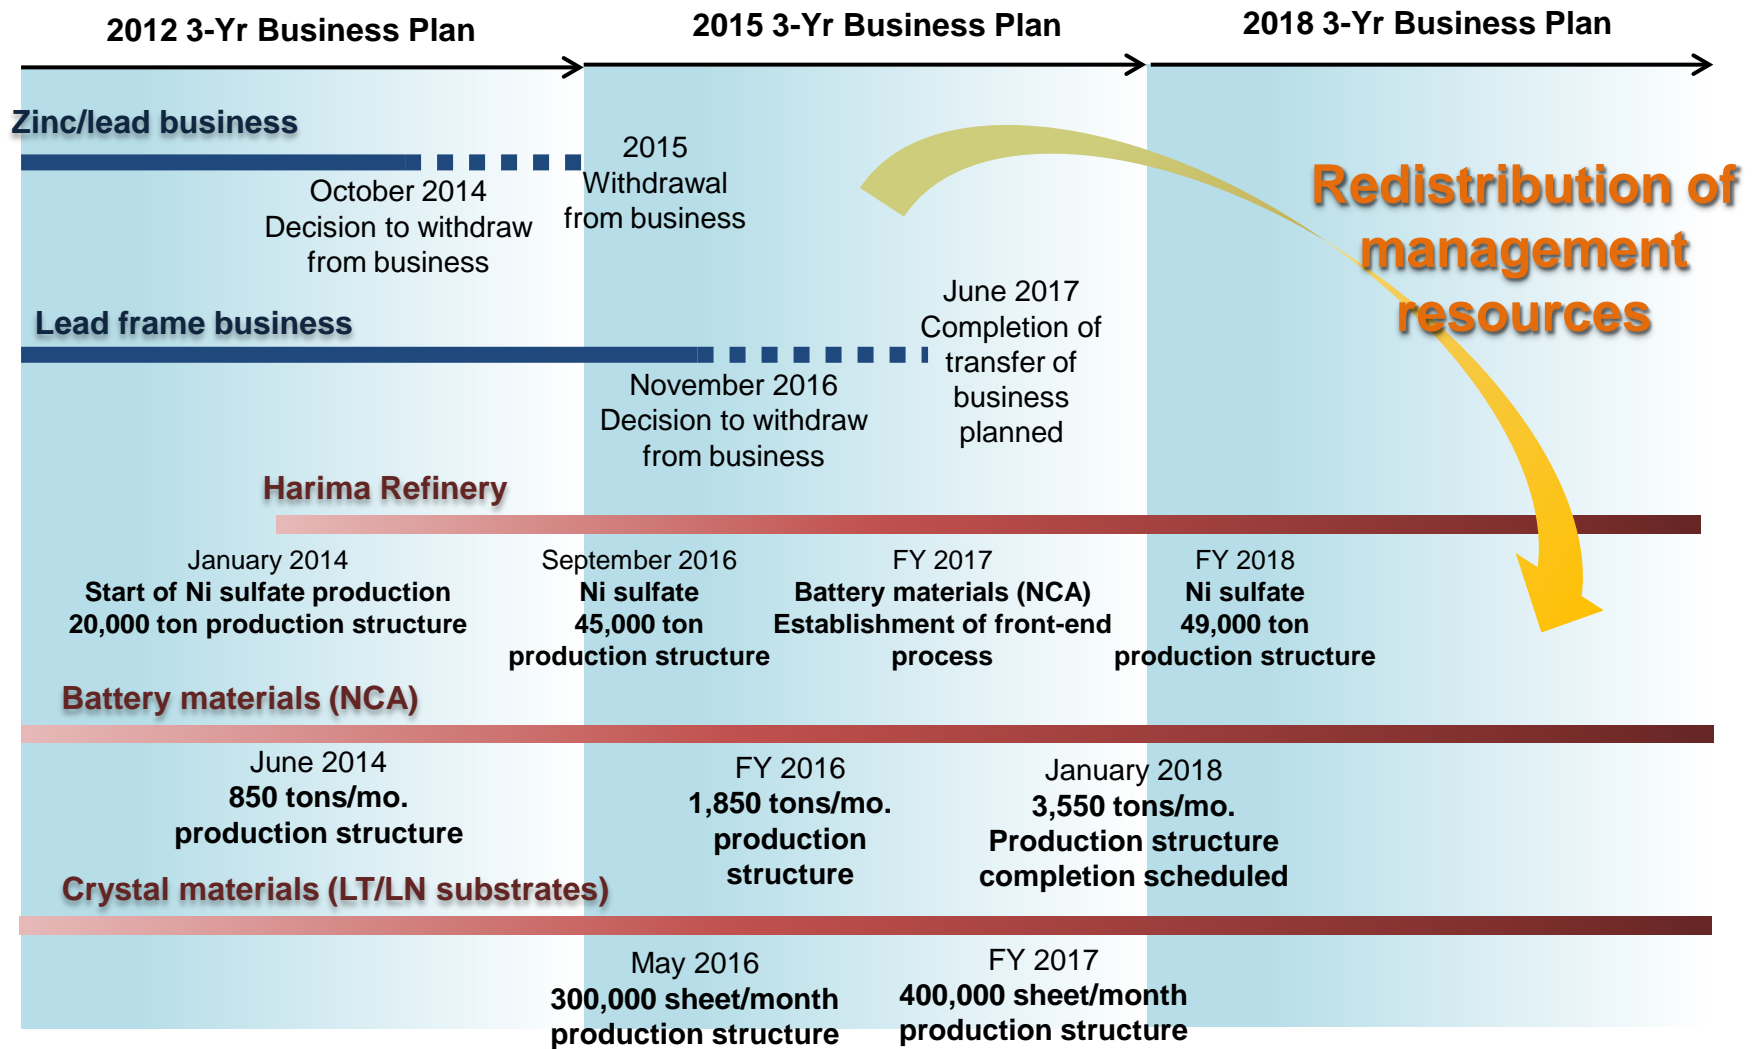 2012 3-Yr Business Plan
2015 3-Yr Business Plan
2018 3-Yr Business Plan
Zinc/lead business
October 2014
Decision to withdraw
from business
2015
Withdrawal
from business
Redistribution of
management
resources
Lead frame business
November 2016
Decision to withdraw
from business
June 2017
Completion of
transfer of
business
planned
Harima Refinery
January 2014
Start of Ni sulfate production
20,000 ton production structure
September 2016
Ni sulfate
45,000 ton
production structure
FY 2017
Battery materials (NCA)
Establishment of front-end
process
FY 2018
Ni sulfate
49,000 ton
production structure
Battery materials (NCA)
June 2014
850 tons/mo.
production structure
FY 2016
1,850 tons/mo.
production
structure
January 2018
3,550 tons/mo.
Production structure
completion scheduled
Crystal materials (LT/LN substrates)
May 2016
300,000 sheet/month
production structure
FY 2017
400,000 sheet/month
production structure